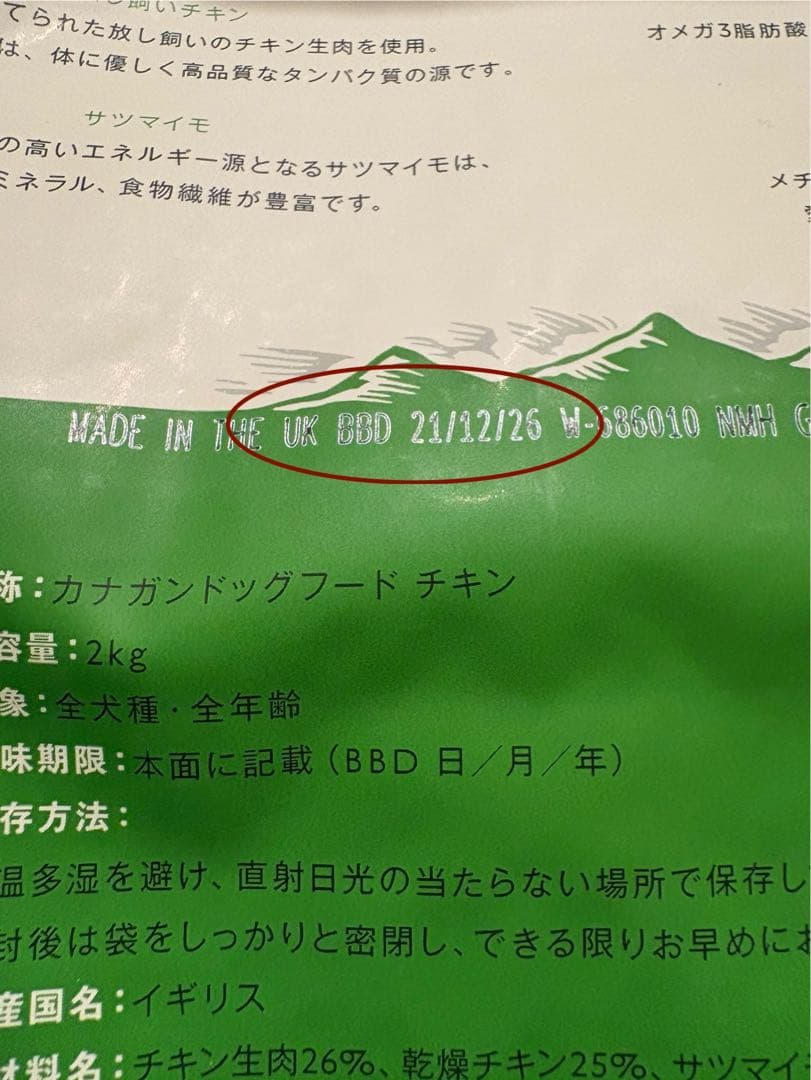 し飼いチキン
てられた放し飼いのチキン生肉を使用。
は、体に優しく高品質なタンパク質の源です。
オメガ3脂肪酸
サツマイモ
の高いエネルギー源となるサツマイモは、
ミネラル、食物繊維が豊富です。
メチ
MADE IN THE UK BBD 21/12/26 W-686010 NMH G
称：カナガンドッグフード チキン
容量：2kg
象：全犬種・全年齢
味期限：本面に記載（BBD 日／月／年）
存方法：
温多湿を避け、直射日光の当たらない場所で保存し
封後は袋をしっかりと密閉し、できる限りお早めにお
産国名：イギリス
材料名：チキン生肉26%、乾燥チキン25%、サツマイ